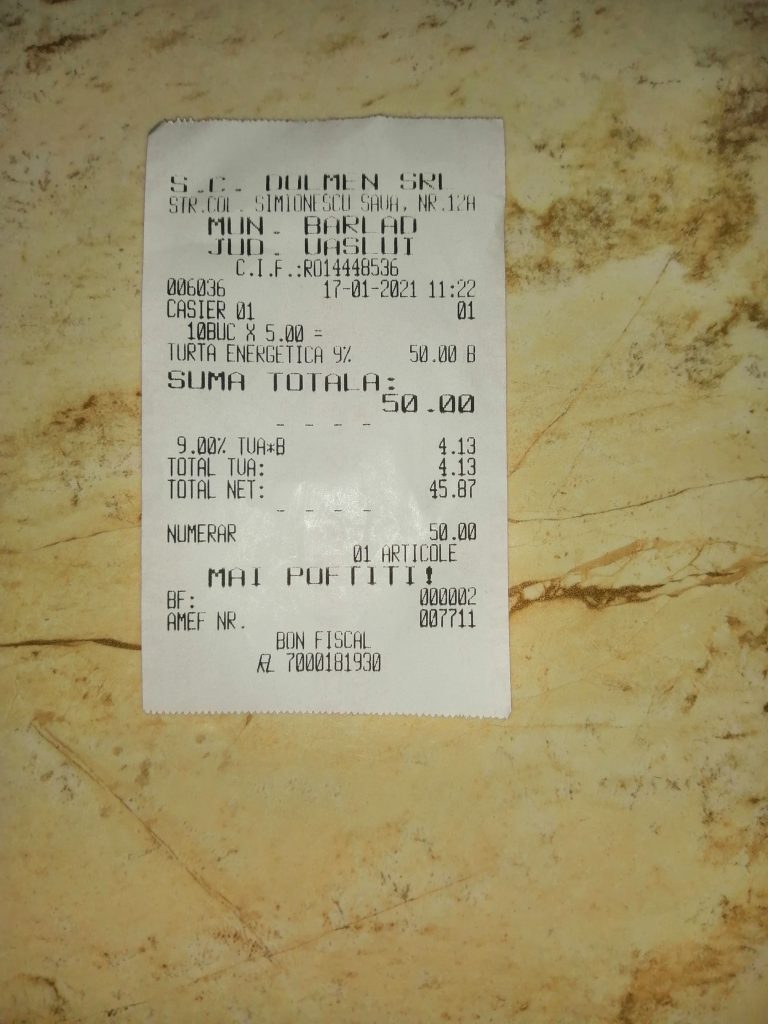 S.C. DOLMEN SRL
STR.COL. SIMIONESCU SAVA, NR.12A
MUN. BARLAD
JUD. VASLUI
C.I.F.:RO14448536
006036 17-01-2021 11:22
CASIER 01 01
10BUC X 5.00 =
TURTA ENERGETICA 9% 50.00 B
SUMA TOTALA:
50.00
- - - -
9.00% TVA*B 4.13
TOTAL TVA: 4.13
TOTAL NET: 45.87
- - - -
NUMERAR 50.00
01 ARTICOLE
MAI POFTITI!
BF: 000002
AMEF NR. 007711
BON FISCAL
7000181930